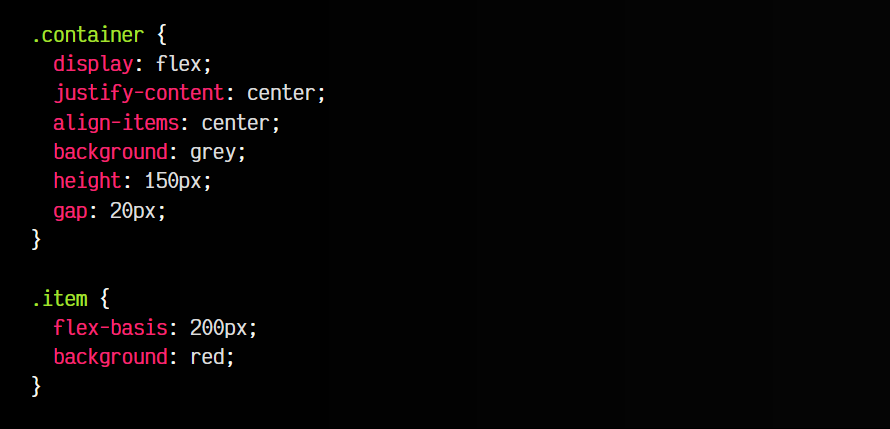 .container {
  display: flex;
  justify-content: center;
  align-items: center;
  background: grey;
  height: 150px;
  gap: 20px;
}

.item {
  flex-basis: 200px;
  background: red;
}